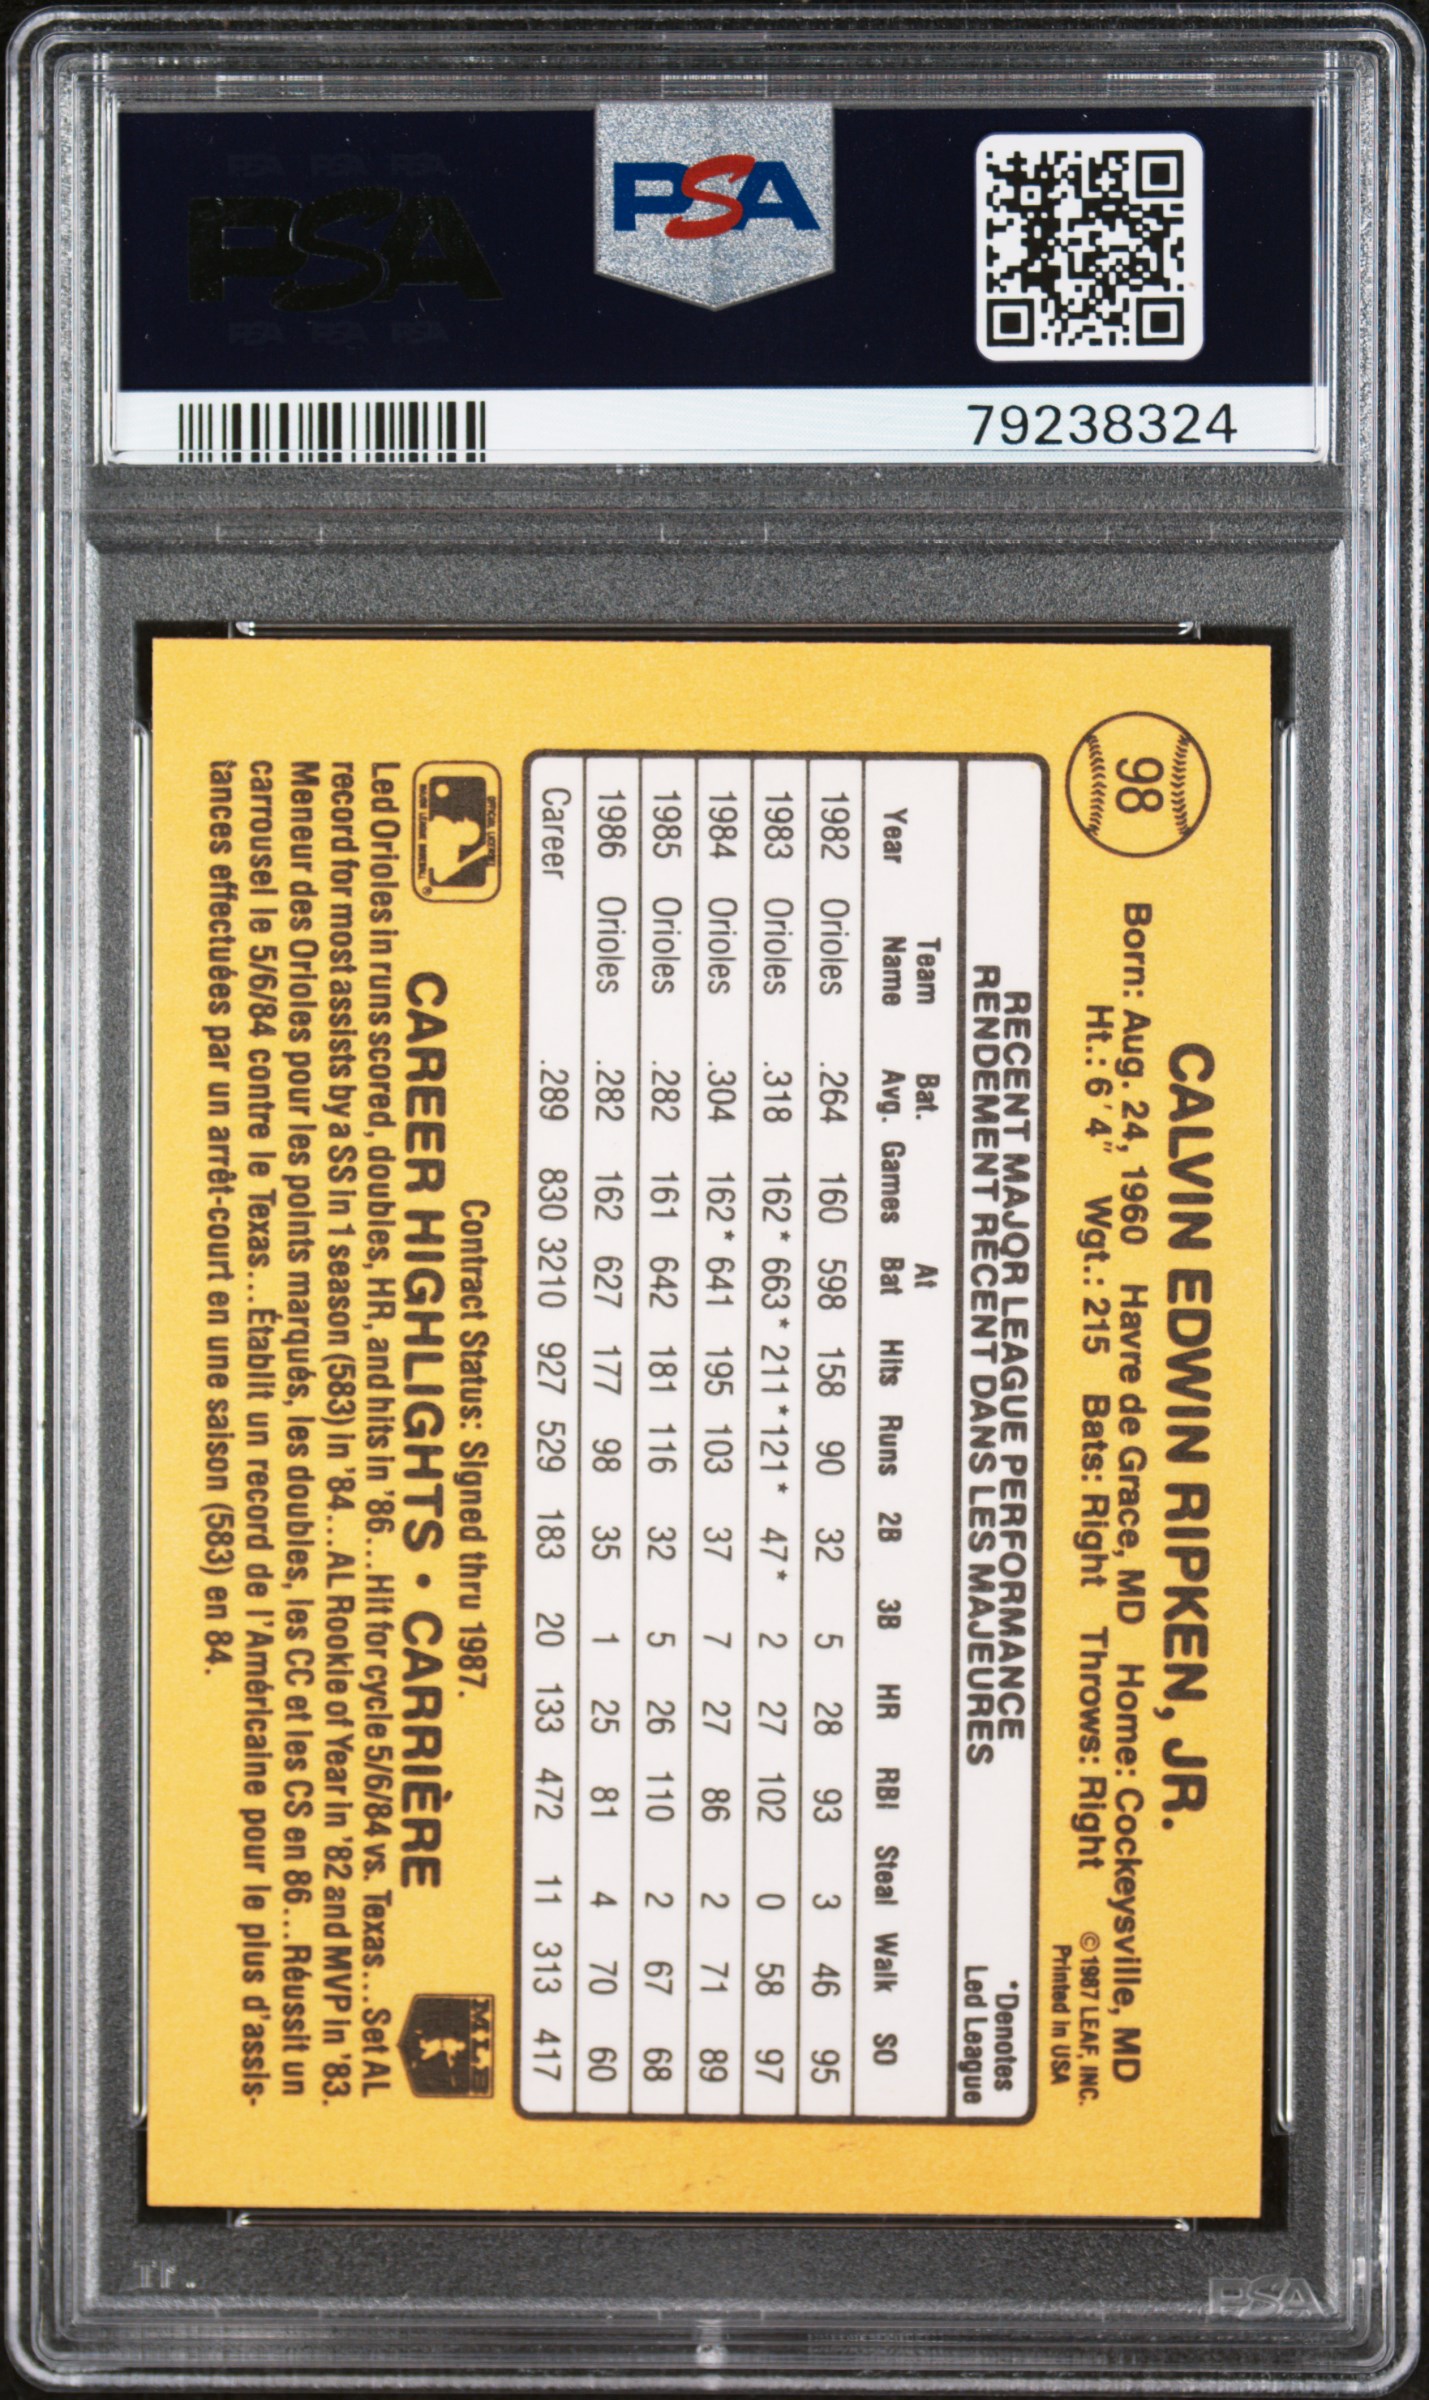 PSA
PSA PSA PSA
PSA
PSA PSA PSA
79238324
98
CALVIN EDWIN RIPKEN, JR.
Born: Aug. 24, 1960 Havre de Grace, MD Home: Cockeysville, MD
Ht.: 6'4" Wgt.: 215 Bats: Right Throws: Right
©1987 LEAF, INC.
Printed in USA
RECENT MAJOR LEAGUE PERFORMANCE
RENDEMENT RECENT DANS LES MAJEURES
*Denotes
Led League
Year Team Name Bat. Avg. Games At Bat Hits Runs 2B 3B HR RBI Steal Walk SO
1982 Orioles .264 160 598 158 90 32 5 28 93 3 46 95
1983 Orioles .318 162* 663* 211* 121* 47* 2 27 102 0 58 97
1984 Orioles .304 162* 641 195 103 37 7 27 86 2 71 89
1985 Orioles .282 161 642 181 116 32 5 26 110 2 67 68
1986 Orioles .282 162 627 177 98 35 1 25 81 4 70 60
Career .289 830 3210 927 529 183 20 133 472 11 313 417
Contract Status: Signed thru 1987.
CAREER HIGHLIGHTS • CARRIÈRE
MLB
Led Orioles in runs scored, doubles, HR, and hits in '86...Hit for cycle 5/6/84 vs. Texas...Set AL
record for most assists by a SS in 1 season (583) in '84...AL Rookie of Year in '82 and MVP in '83.
Meneur des Orioles pour les points marqués, les doubles, les CC et les CS en 86...Réussit un
carrousel le 5/6/84 contre le Texas...Établit un record de l'Américaine pour le plus d'assis-
tances effectuées par un arrêt-court en une saison (583) en 84.
PSA